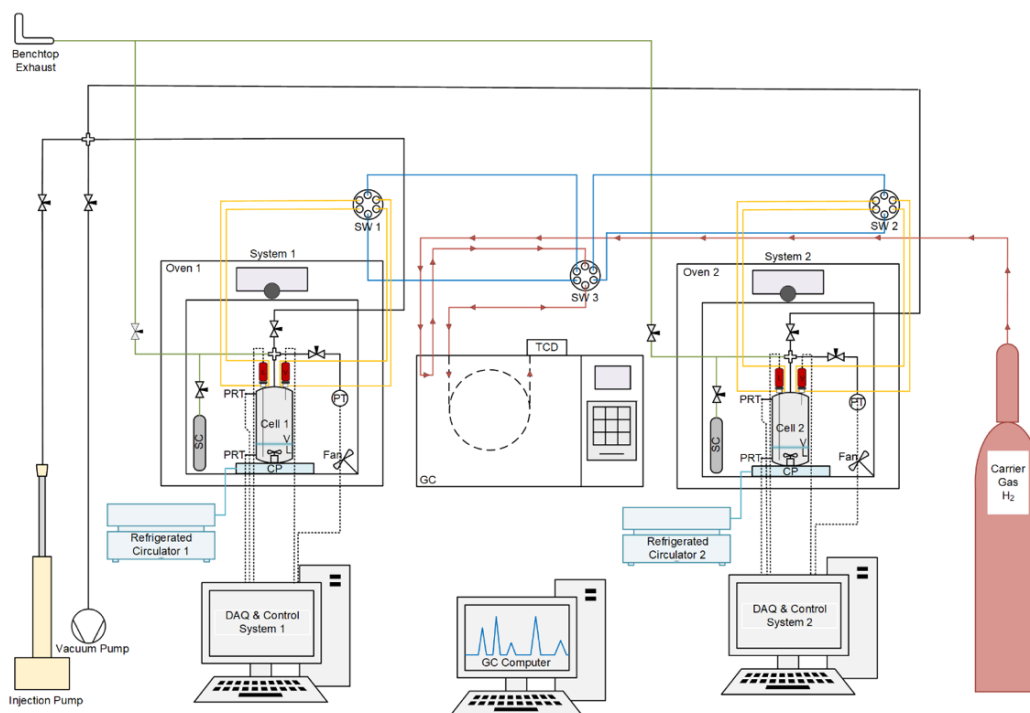 Benchtop
Exhaust
SW 1
SW 2
System 1
System 2
Oven 1
Oven 2
SW 3
TCD
PRT
PT
PRT
PT
Cell 1
V
L
Cell 2
V
L
SC
SC
PRT
Fan
PRT
Fan
CP
CP
GC
Carrier
Gas
H₂
Refrigerated
Circulator 1
Refrigerated
Circulator 2
DAQ & Control
System 1
DAQ & Control
System 2
Vacuum Pump
GC Computer
Injection Pump